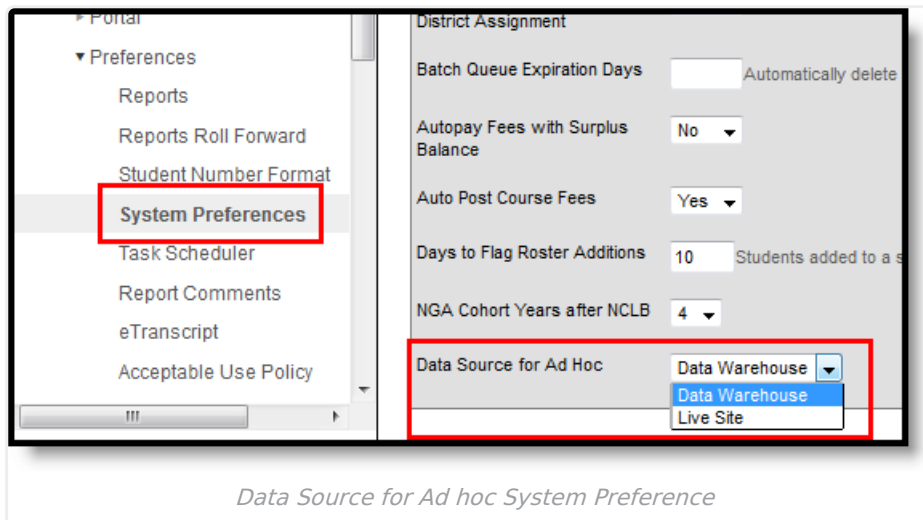 Portal
Preferences
Reports
Reports Roll Forward
Student Number Format
System Preferences
Task Scheduler
Report Comments
eTranscript
Acceptable Use Policy
District Assignment
Batch Queue Expiration Days
Automatically delete
Autopay Fees with Surplus
Balance
No
Auto Post Course Fees
Yes
Days to Flag Roster Additions
10
Students added to a s
NGA Cohort Years after NCLB
4
Data Source for Ad Hoc
Data Warehouse
Data Warehouse
Live Site
Data Source for Ad hoc System Preference